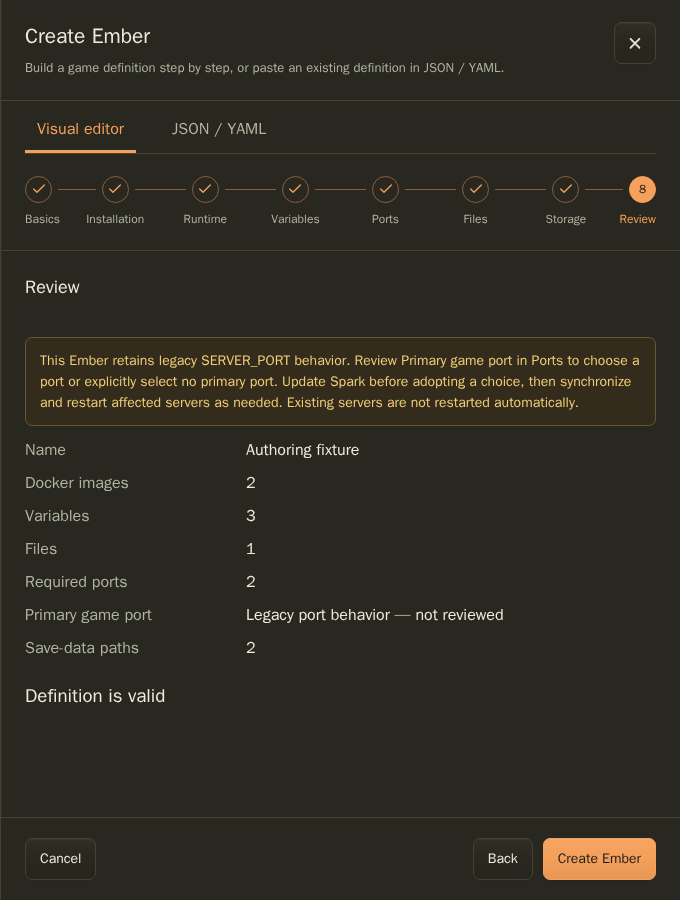 Create Ember
Build a game definition step by step, or paste an existing definition in JSON / YAML.
Visual editor
JSON / YAML
8
Basics
Installation
Runtime
Variables
Ports
Files
Storage
Review
Review
This Ember retains legacy SERVER_PORT behavior. Review Primary game port in Ports to choose a
port or explicitly select no primary port. Update Spark before adopting a choice, then synchronize
and restart affected servers as needed. Existing servers are not restarted automatically.
Name Authoring fixture
Docker images 2
Variables 3
Files 1
Required ports 2
Primary game port Legacy port behavior — not reviewed
Save-data paths 2
Definition is valid
Cancel
Back
Create Ember